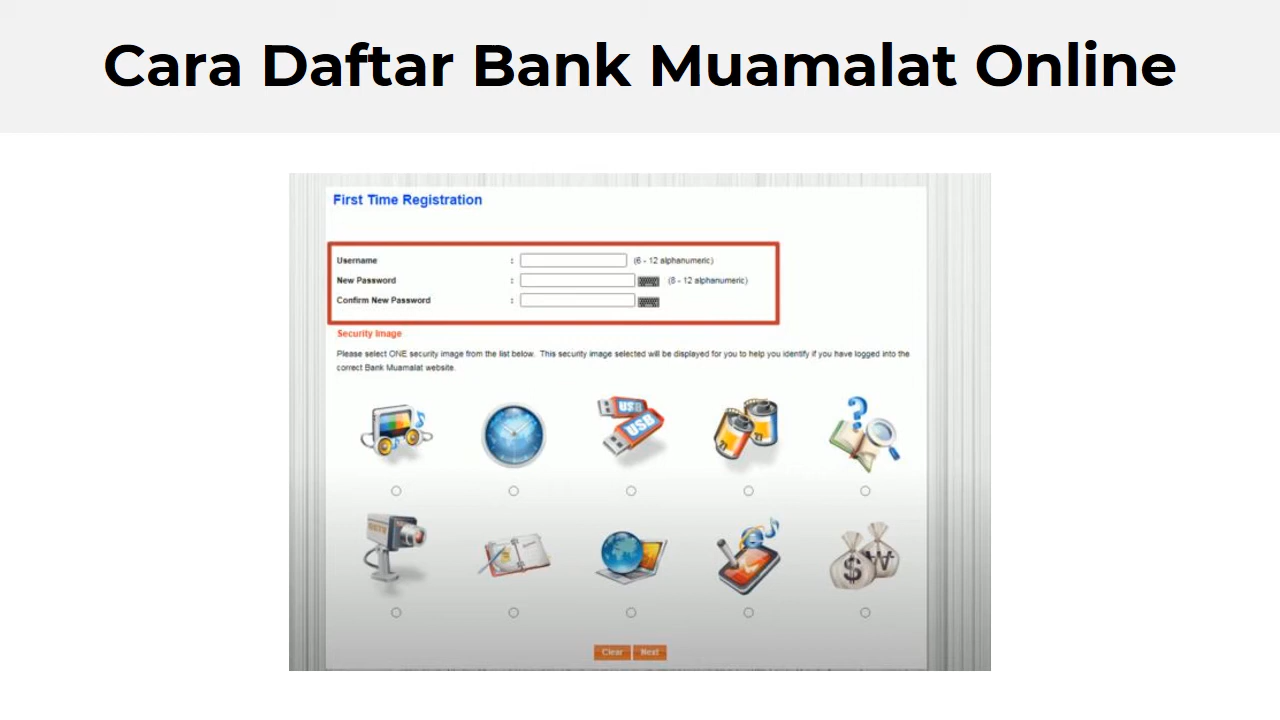 Cara Daftar Bank Muamalat Online
First Time Registration
Username : (6 - 12 alphanumeric)
New Password : (8 - 12 alphanumeric)
Confirm New Password :
Security Image
Please select ONE security image from the list below. This security image selected will be displayed for you to help you identify if you have logged into the
correct Bank Muamalat website.
USB
USB
?
$ W
Clear Next